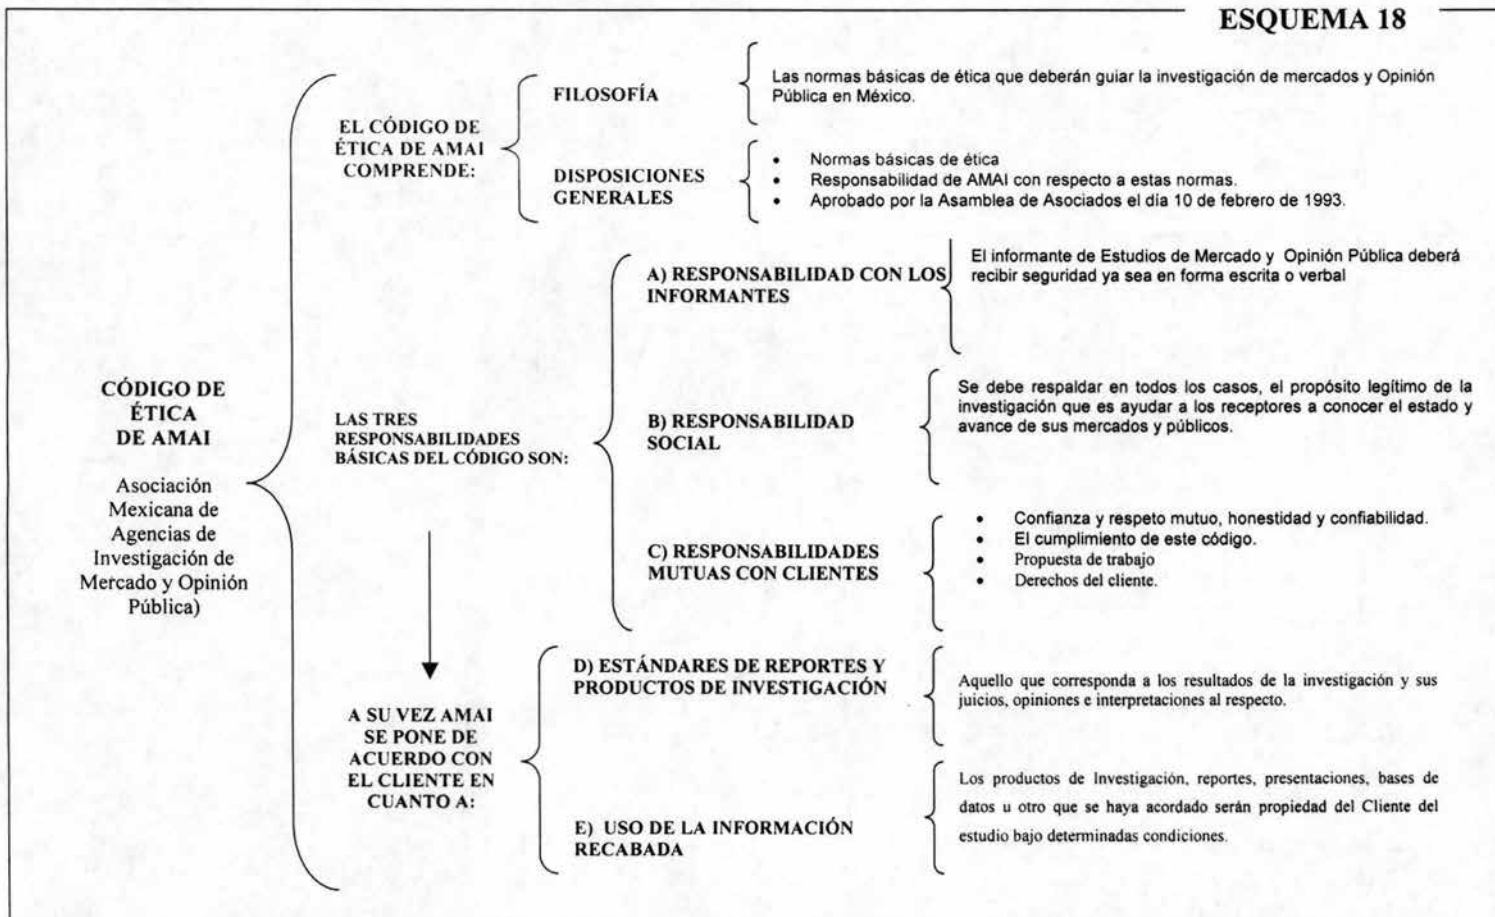 ESQUEMA 18
CÓDIGO DE
ÉTICA
DE AMAI
Asociación
Mexicana de
Agencias de
Investigación de
Mercado y Opinión
Pública)
EL CÓDIGO DE
ÉTICA DE AMAI
COMPRENDE:
FILOSOFÍA
Las normas básicas de ética que deberán guiar la investigación de mercados y Opinión
Pública en México.
DISPOSICIONES
GENERALES
• Normas básicas de ética
• Responsabilidad de AMAI con respecto a estas normas.
• Aprobado por la Asamblea de Asociados el día 10 de febrero de 1993.
LAS TRES
RESPONSABILIDADES
BÁSICAS DEL CÓDIGO SON:
A) RESPONSABILIDAD CON LOS
INFORMANTES
El informante de Estudios de Mercado y Opinión Pública deberá
recibir seguridad ya sea en forma escrita o verbal
B) RESPONSABILIDAD
SOCIAL
Se debe respaldar en todos los casos, el propósito legítimo de la
investigación que es ayudar a los receptores a conocer el estado y
avance de sus mercados y públicos.
C) RESPONSABILIDADES
MUTUAS CON CLIENTES
• Confianza y respeto mutuo, honestidad y confiabilidad.
• El cumplimiento de este código.
• Propuesta de trabajo
• Derechos del cliente.
A SU VEZ AMAI
SE PONE DE
ACUERDO CON
EL CLIENTE EN
CUANTO A:
D) ESTÁNDARES DE REPORTES Y
PRODUCTOS DE INVESTIGACIÓN
Aquello que corresponda a los resultados de la investigación y sus
juicios, opiniones e interpretaciones al respecto.
E) USO DE LA INFORMACIÓN
RECABADA
Los productos de Investigación, reportes, presentaciones, bases de
datos u otro que se haya acordado serán propiedad del Cliente del
estudio bajo determinadas condiciones.